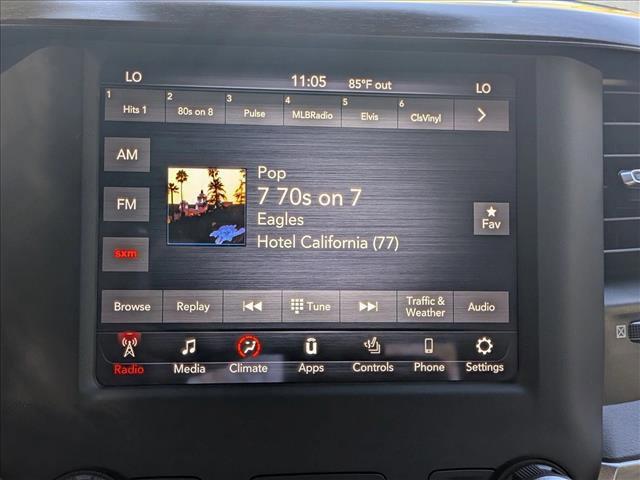 LO 11:05 85°F out LO
1 Hits 1 2 80s on 8 3 Pulse 4 MLBRadio 5 Elvis 6 ClsVinyl
AM
FM
sxm
Pop
7 70s on 7
Eagles
Hotel California (77)
Fav
Browse Replay Tune Traffic & Weather Audio
Radio Media Climate Apps Controls Phone Settings